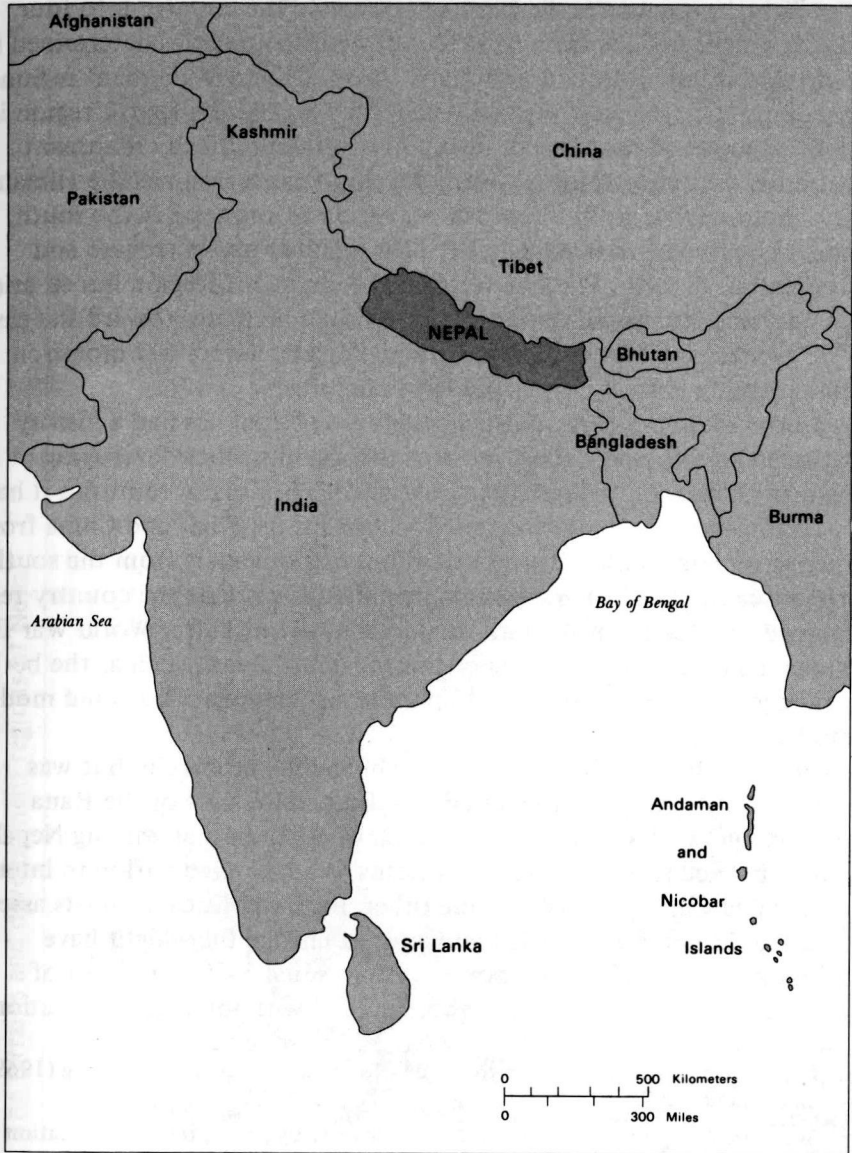 Afghanistan
Kashmir
China
Pakistan
Tibet
NEPAL
Bhutan
Bangladesh
India
Burma
Arabian Sea
Bay of Bengal
Andaman
and
Nicobar
Islands
Sri Lanka
0 500 Kilometers
0 300 Miles